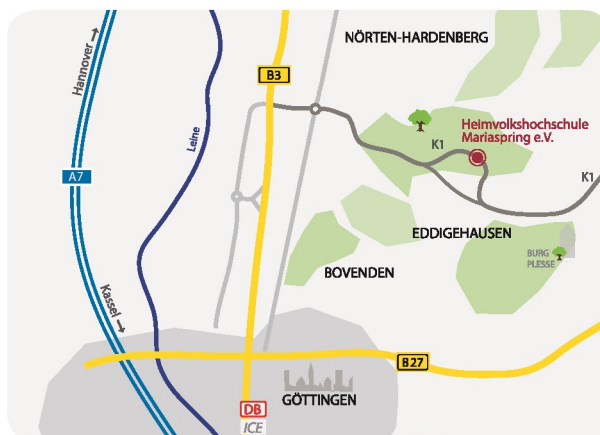 NÖRTEN-HARDENBERG
Hannover →
B3
Heimvolkshochschule
Mariaspring e.V.
Leine
K1
A7
K1
EDDIGEHAUSEN
BURG
PLESSE
BOVENDEN
Kassel →
B27
GÖTTINGEN
DB
ICE